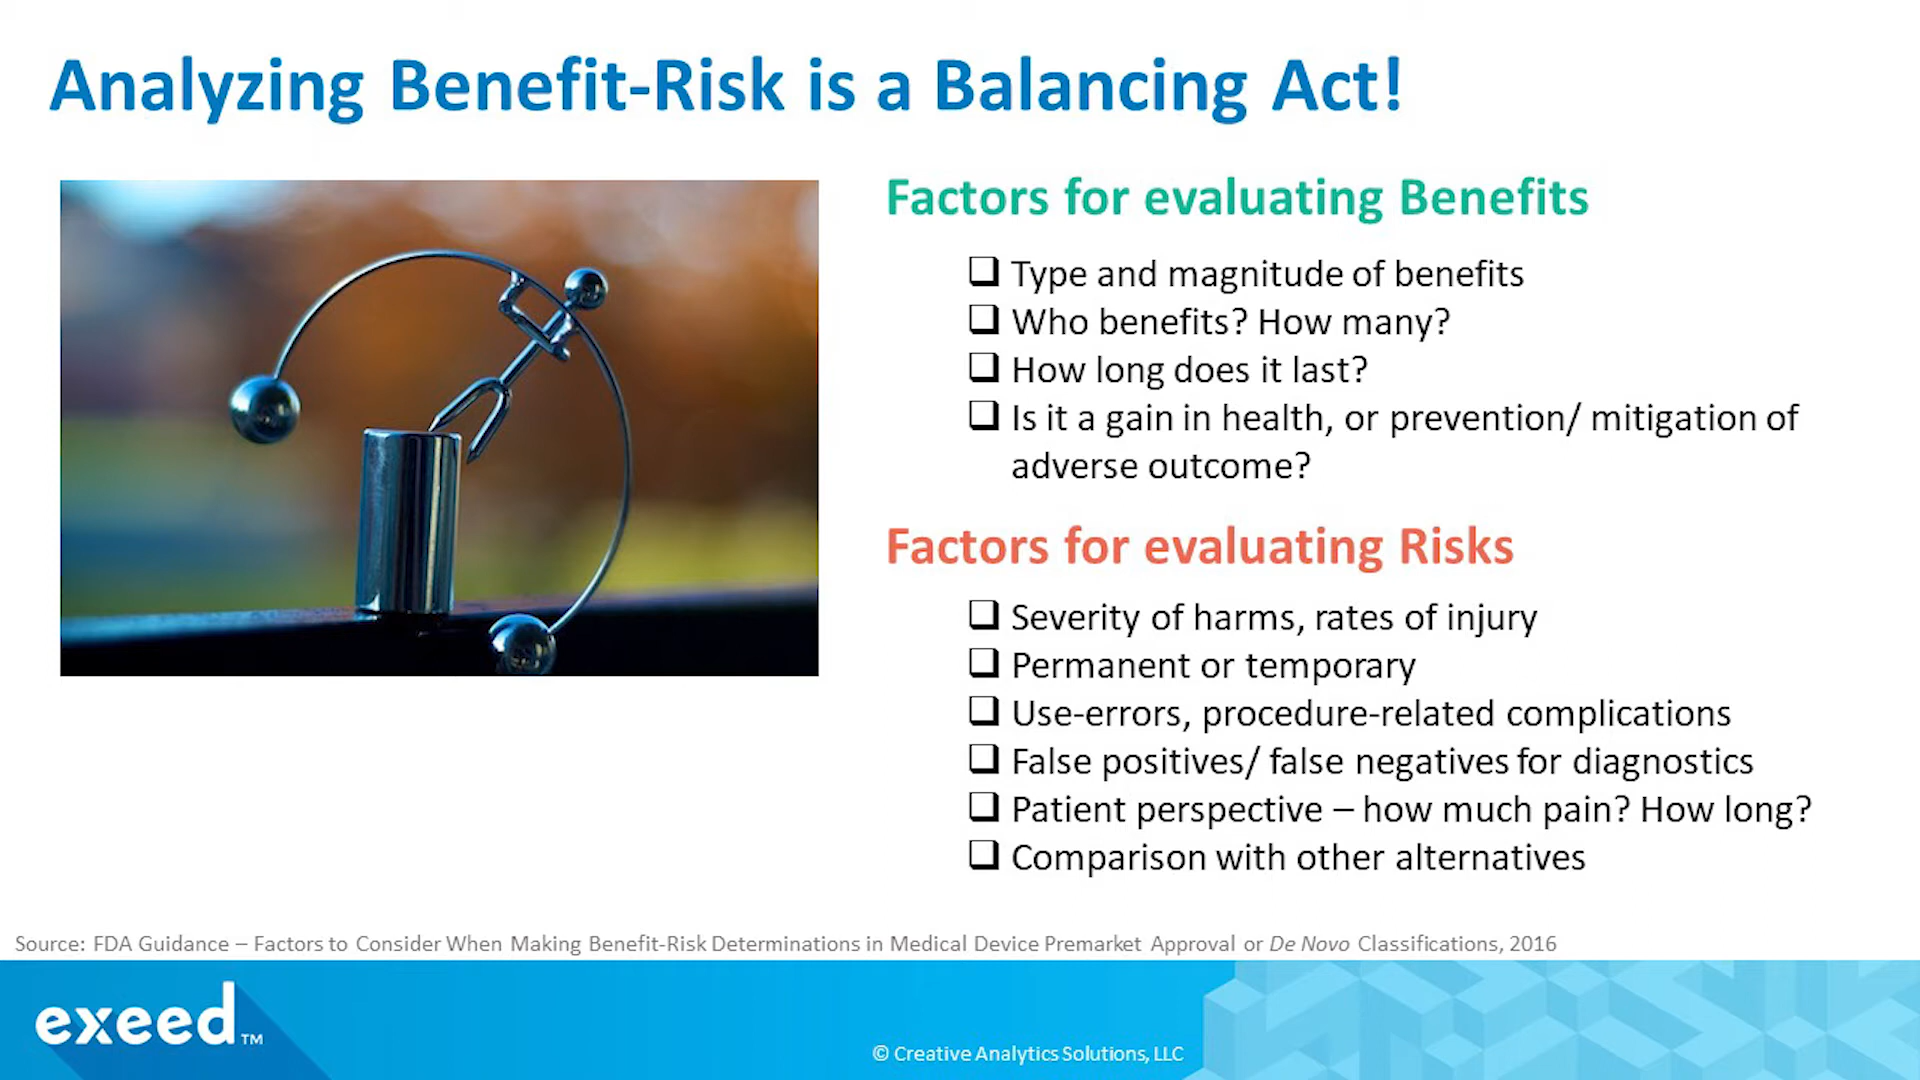 Analyzing Benefit-Risk is a Balancing Act!
Factors for evaluating Benefits
Type and magnitude of benefits
Who benefits? How many?
How long does it last?
Is it a gain in health, or prevention/ mitigation of
adverse outcome?
Factors for evaluating Risks
Severity of harms, rates of injury
Permanent or temporary
Use-errors, procedure-related complications
False positives/ false negatives for diagnostics
Patient perspective – how much pain? How long?
Comparison with other alternatives
Source: FDA Guidance – Factors to Consider When Making Benefit-Risk Determinations in Medical Device Premarket Approval or De Novo Classifications, 2016
exeed™
© Creative Analytics Solutions, LLC